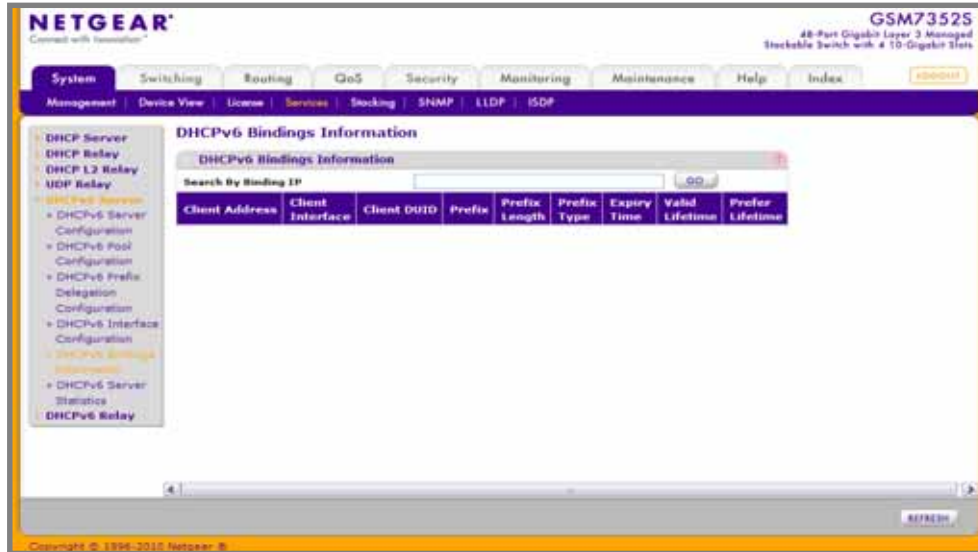 NETGEAR
Connect with Innovation
GSM7352S
48-Port Gigabit Layer 3 Managed
Stackable Switch with 4 10-Gigabit Slots
System Switching Routing QoS Security Monitoring Maintenance Help Index LOGOUT
Management Device View License Services Stacking SNMP LLDP ISDP
DHCP Server
DHCP Relay
DHCP L2 Relay
UDP Relay
DHCPv6 Server
» DHCPv6 Server
Configuration
» DHCPv6 Pool
Configuration
» DHCPv6 Prefix
Delegation
Configuration
» DHCPv6 Interface
Configuration
» DHCPv6 Bindings
Information
» DHCPv6 Server
Statistics
DHCPv6 Relay
DHCPv6 Bindings Information
DHCPv6 Bindings Information
Search By Binding IP GO
Client Address
Client
Interface
Client DUID
Prefix
Prefix
Length
Prefix
Type
Expiry
Time
Valid
Lifetime
Prefer
Lifetime
REFRESH
Copyright © 1996-2010 Netgear ®